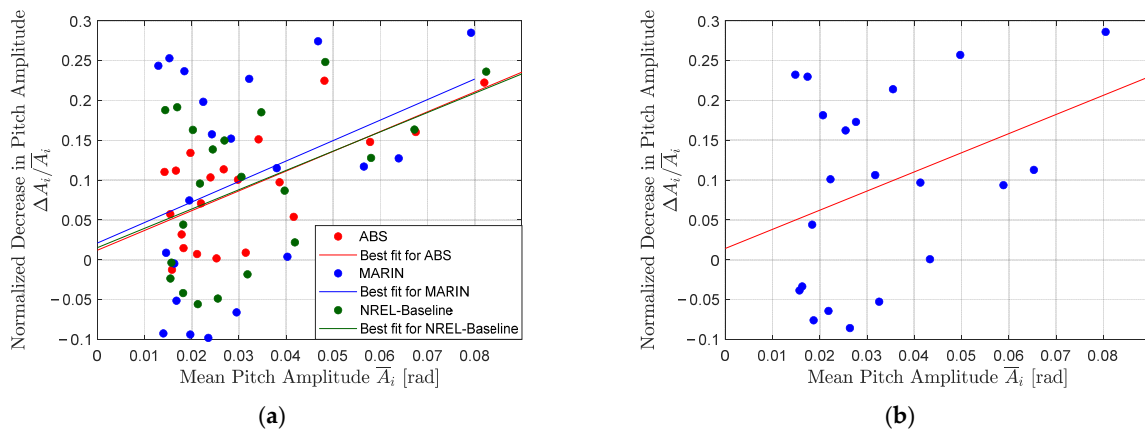 Normalized Decrease in Pitch Amplitude
ΔA_i/A̅_i
0.3
0.25
0.2
0.15
0.1
0.05
0
−0.05
−0.1
0 0.01 0.02 0.03 0.04 0.05 0.06 0.07 0.08
Mean Pitch Amplitude A̅_i [rad]
ABS
Best fit for ABS
MARIN
Best fit for MARIN
NREL-Baseline
Best fit for NREL-Baseline
(a)
Normalized Decrease in Pitch Amplitude
ΔA_i/A̅_i
0.3
0.25
0.2
0.15
0.1
0.05
0
−0.05
−0.1
0 0.01 0.02 0.03 0.04 0.05 0.06 0.07 0.08
Mean Pitch Amplitude A̅_i [rad]
(b)